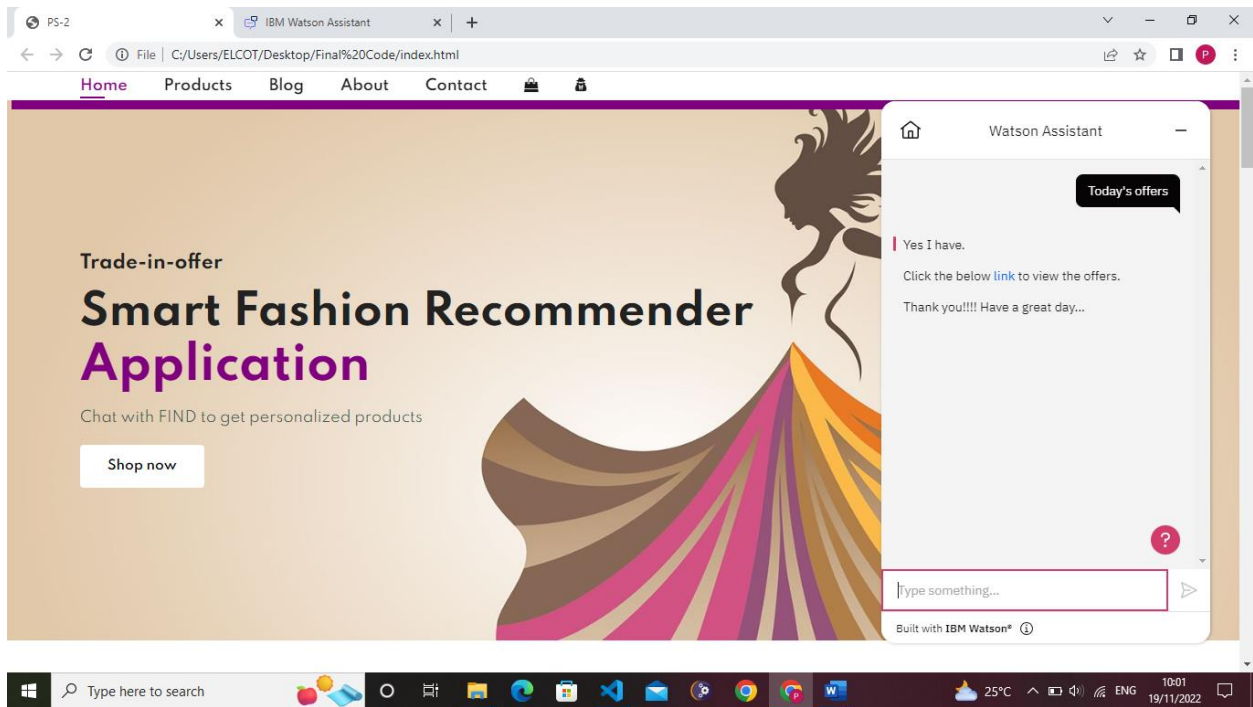 PS-2
IBM Watson Assistant
File | C:/Users/ELCOT/Desktop/Final%20Code/index.html
P
Home Products Blog About Contact
Watson Assistant
Today's offers
Yes I have.
Click the below link to view the offers.
Thank you!!!! Have a great day...
Trade-in-offer
Smart Fashion Recommender
Application
Chat with FIND to get personalized products
Shop now
?
Type something...
Built with IBM Watson®
Type here to search
25°C
ENG
10:01
19/11/2022